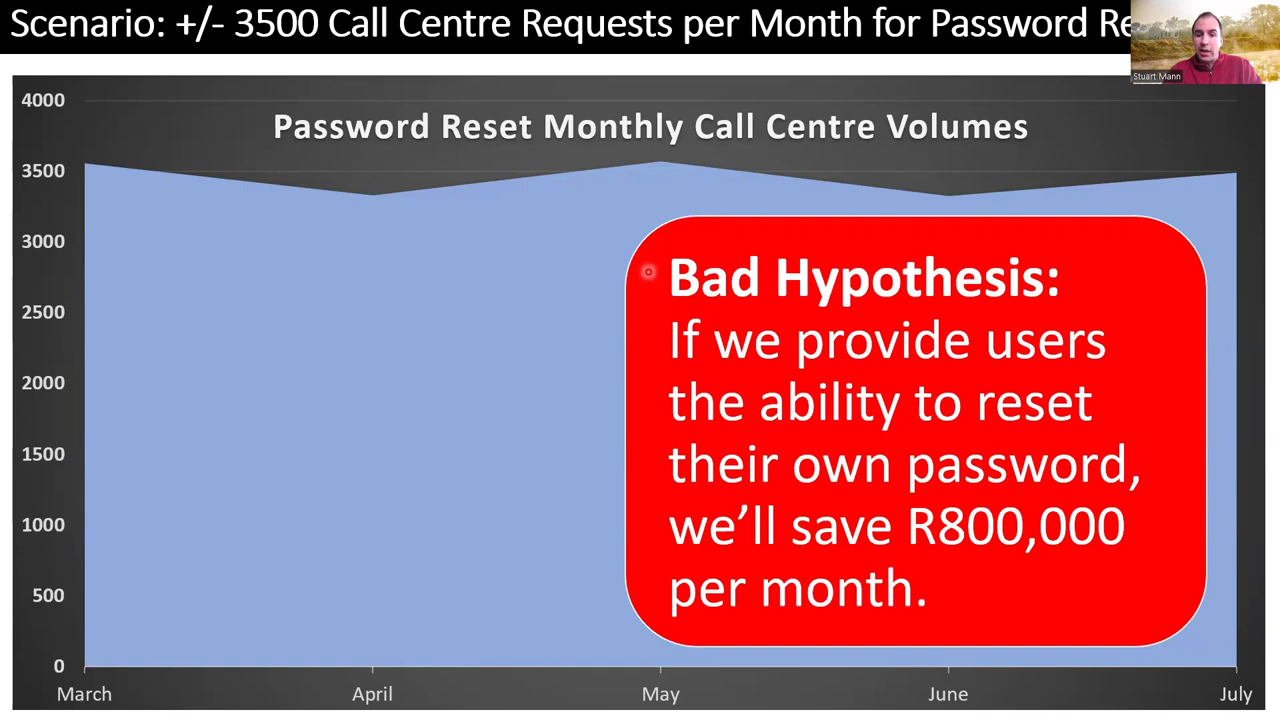 Scenario: +/- 3500 Call Centre Requests per Month for Password
Stuart Mann
Password Reset Monthly Call Centre Volumes
4000
3500
3000
2500
2000
1500
1000
500
0
Bad Hypothesis:
If we provide users
the ability to reset
their own password,
we’ll save R800,000
per month.
March April May June July